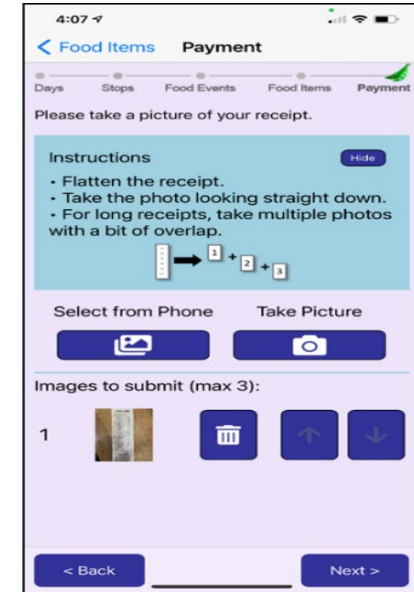 4:07
Food Items Payment
Days Stops Food Events Food Items Payment
Please take a picture of your receipt.
Instructions Hide
• Flatten the receipt.
• Take the photo looking straight down.
• For long receipts, take multiple photos
with a bit of overlap.
1 + 2 + 3
Select from Phone Take Picture
Images to submit (max 3):
1
< Back Next >